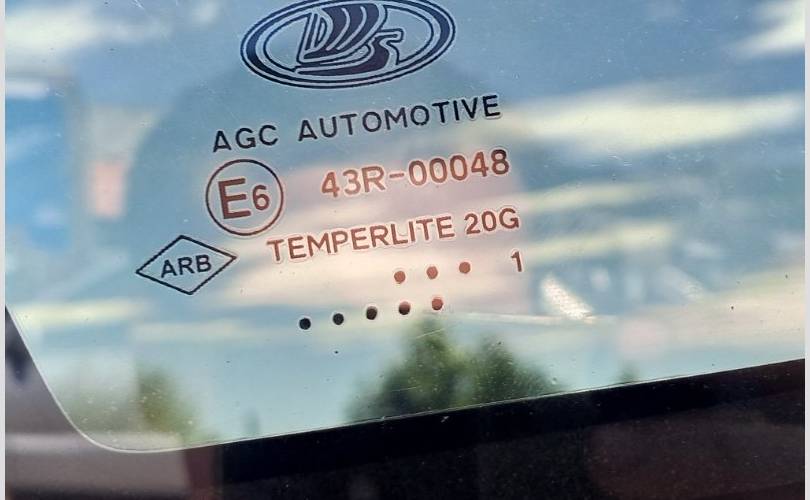 AGC AUTOMOTIVE
E6 43R-00048
ARB TEMPERLITE 20G
1